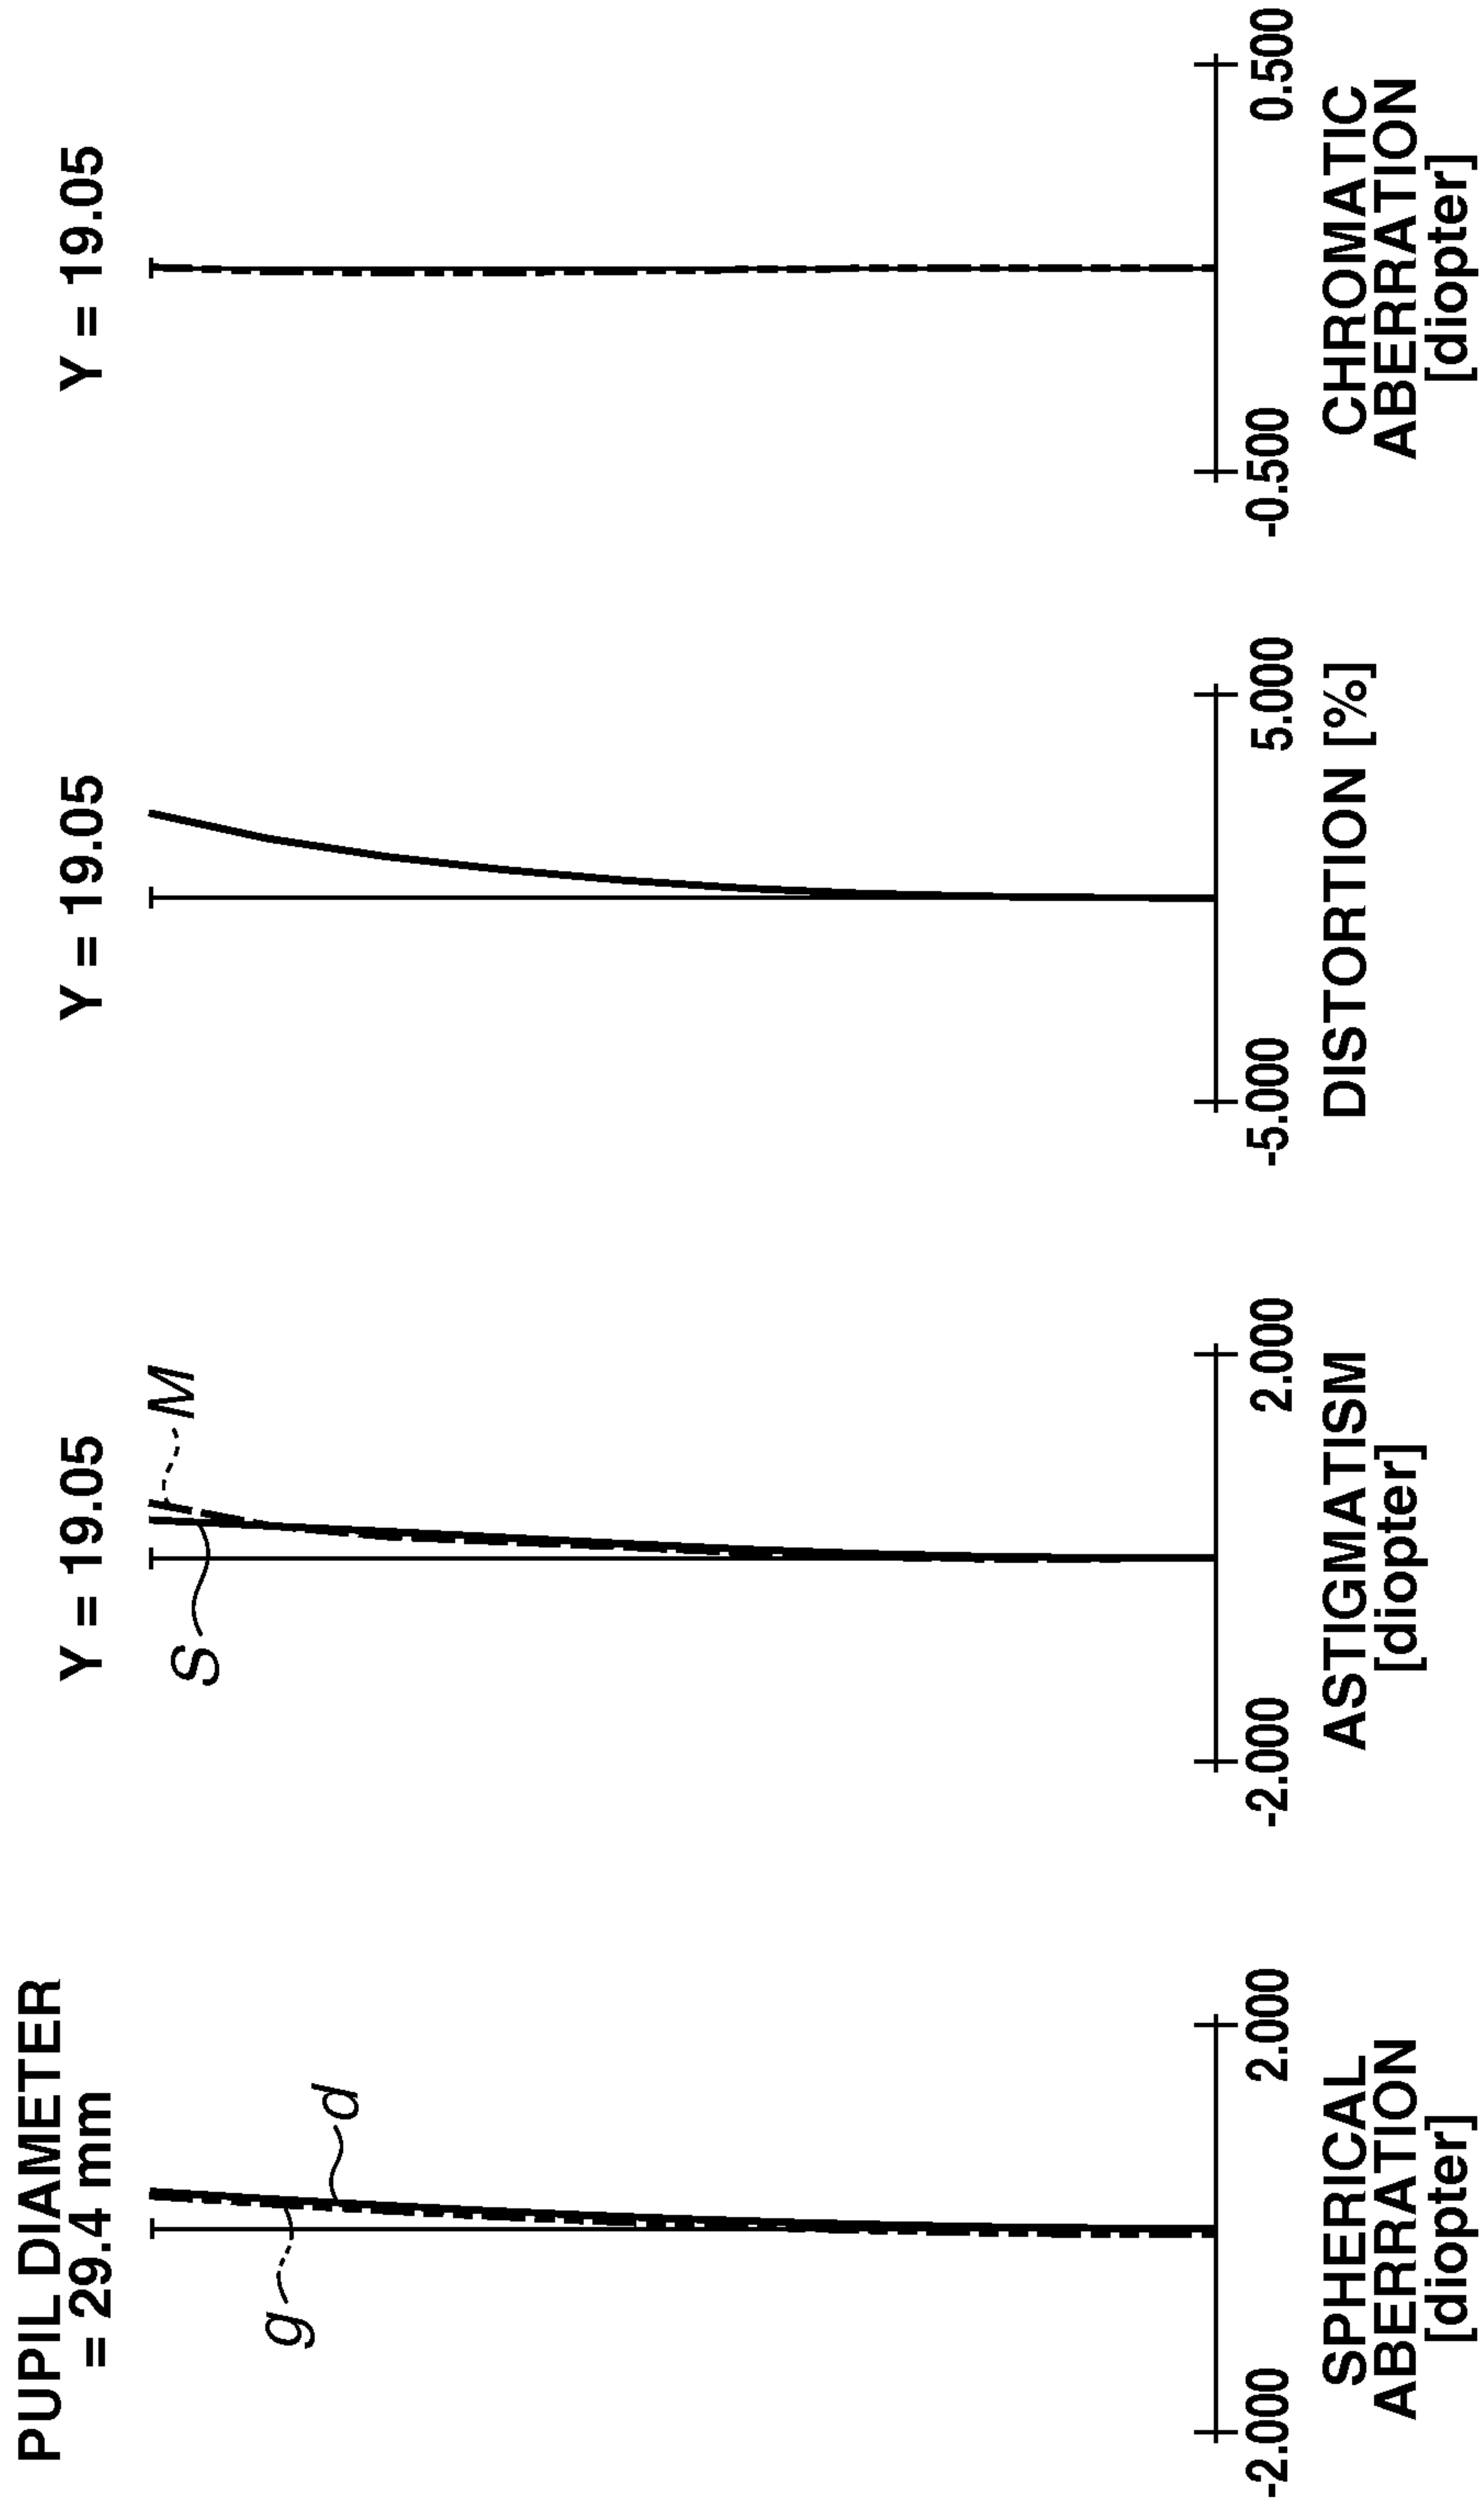 PUPIL DIAMETER
= 29.4 mm
g
d
-2.000
2.000
SPHERICAL
ABERRATION
[diopter]
Y = 19.05
S
M
-2.000
2.000
ASTIGMATISM
[diopter]
Y = 19.05
-5.000
5.000
DISTORTION [%]
Y = 19.05
-0.500
0.500
CHROMATIC
ABERRATION
[diopter]